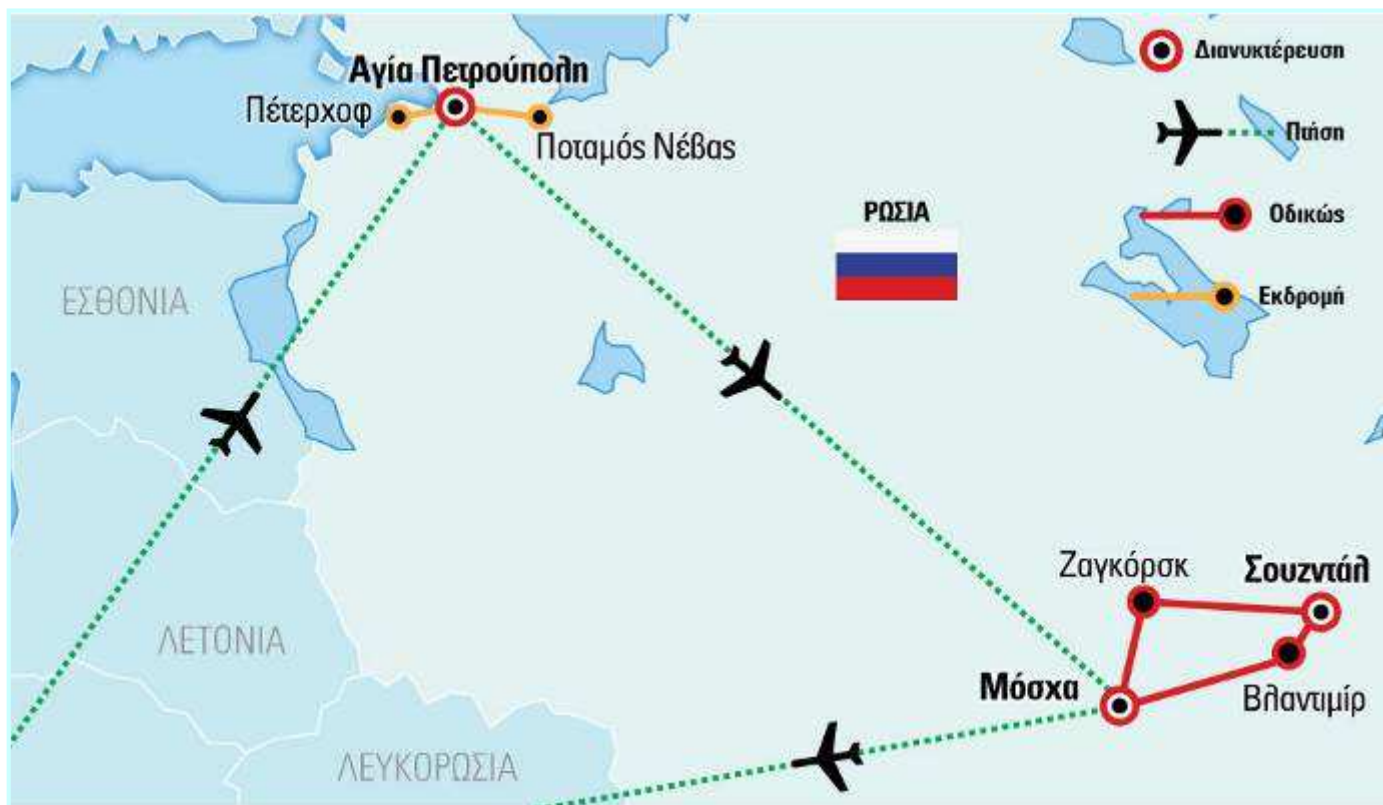 Αγία Πετρούπολη
Πέτερχοφ
Ποταμός Νέβας
Διανυκτέρευση
Πτήση
ΡΩΣΙΑ
Οδικώς
Εκδρομή
ΕΣΘΟΝΙΑ
Ζαγκόρσκ
Σουζντάλ
ΛΕΤΟΝΙΑ
Μόσχα
Βλαντιμίρ
ΛΕΥΚΟΡΩΣΙΑ